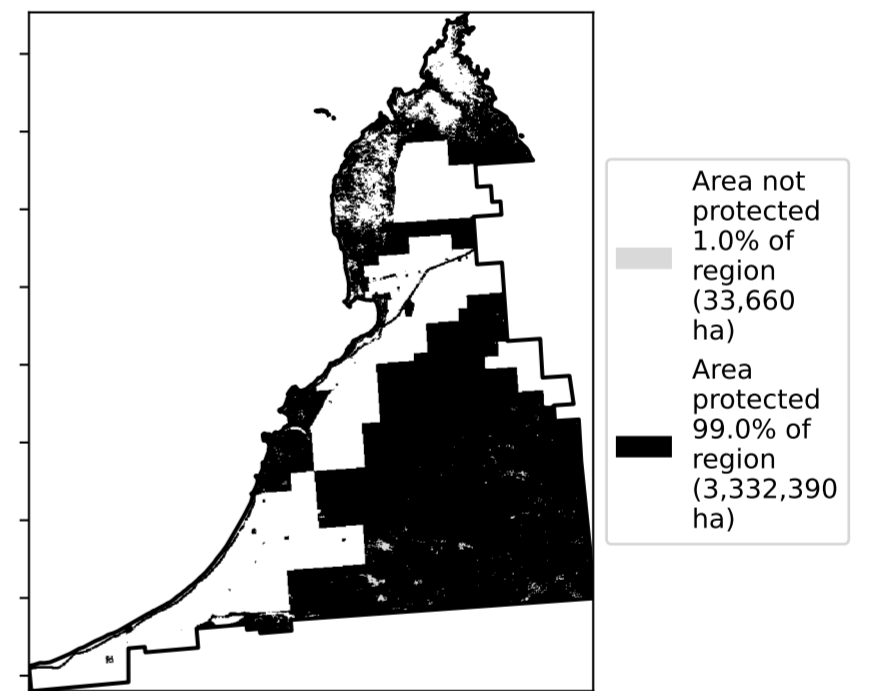 Area not
protected
1.0% of
region
(33,660
ha)
Area
protected
99.0% of
region
(3,332,390
ha)